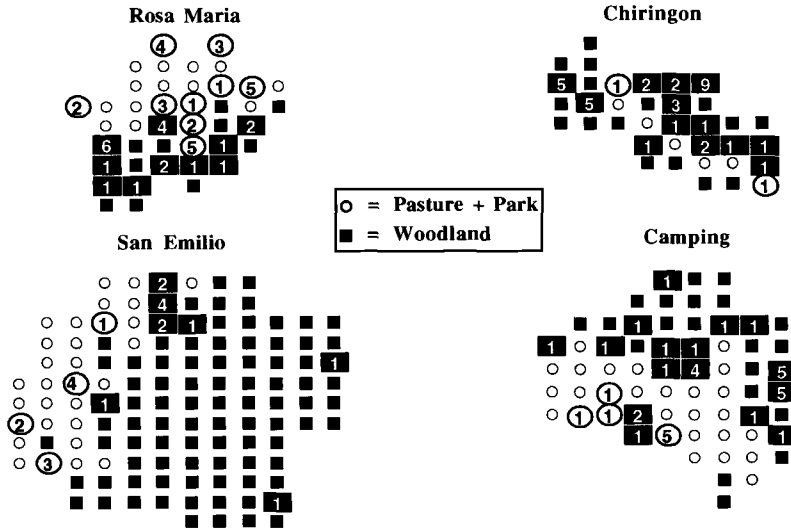 Rosa Maria
4 3
1 5
2 3 1
4 2 2
6 5 1
1 2 1 1
1 1
Chiringon
5 1 2 2 9
5 3
1 1
1 2 1 1
1
1
= Pasture + Park
= Woodland
San Emilio
2
4
1 2 1
1
4
1
2
3
1
Camping
1
1 1 1
1 1 1 1
1 4 5
1 5
1 1 2 1
1 5 1